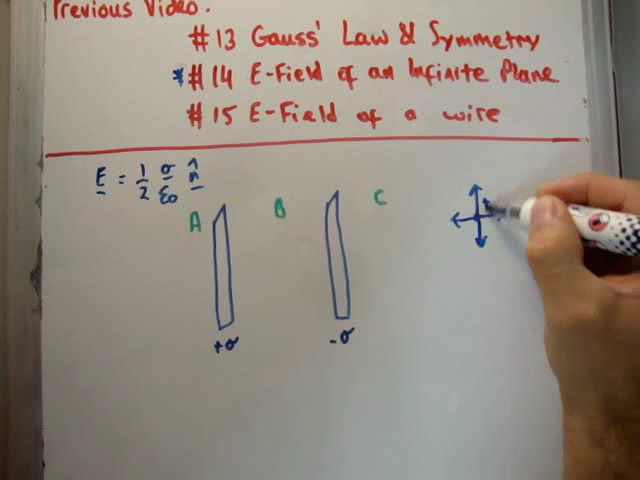 Previous Video.
#13 Gauss' Law & Symmetry
*#14 E-Field of an Infinite Plane
#15 E-Field of a wire
E = 1/2 σ/ε₀ n̂
A B C
+σ -σ